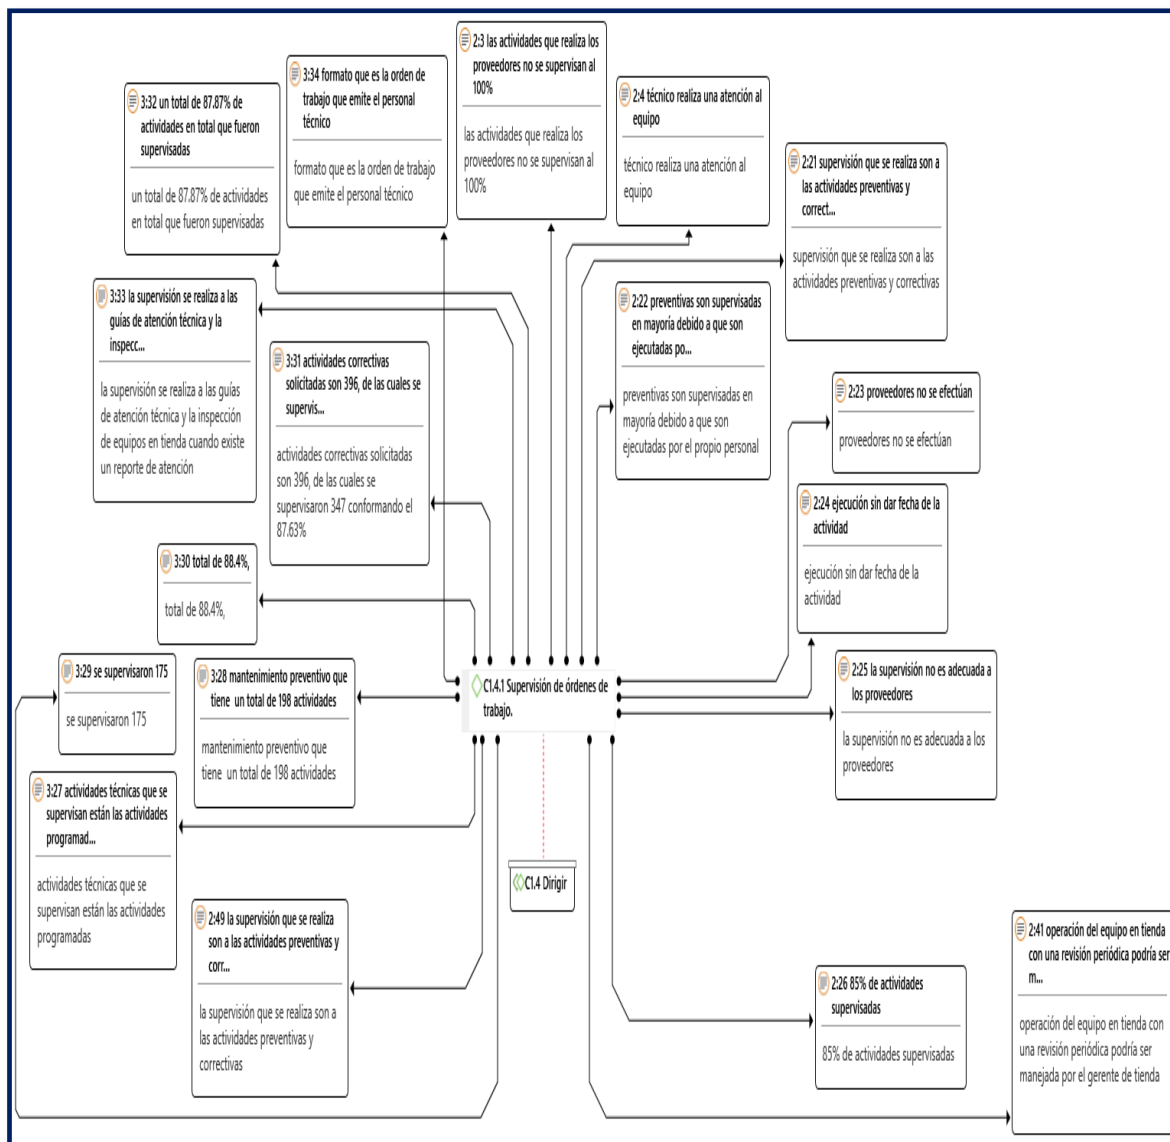 2:3 las actividades que realiza los
proveedores no se supervisan al
100%
las actividades que realiza los
proveedores no se supervisan al
100%
3:34 formato que es la orden de
trabajo que emite el personal
técnico
formato que es la orden de trabajo
que emite el personal técnico
3:32 un total de 87.87% de
actividades en total que fueron
supervisadas
un total de 87.87% de actividades
en total que fueron supervisadas
2:4 técnico realiza una atención al
equipo
técnico realiza una atención al
equipo
2:21 supervisión que se realiza son a
las actividades preventivas y
correct...
supervisión que se realiza son a las
actividades preventivas y correctivas
3:33 la supervisión se realiza a las
guías de atención técnica y la
inspecc...
la supervisión se realiza a las guías
de atención técnica y la inspección
de equipos en tienda cuando existe
un reporte de atención
3:31 actividades correctivas
solicitadas son 396, de las cuales se
supervis...
actividades correctivas solicitadas
son 396, de las cuales se
supervisaron 347 conformando el
87.63%
2:22 preventivas son supervisadas
en mayoría debido a que son
ejecutadas po...
preventivas son supervisadas en
mayoría debido a que son
ejecutadas por el propio personal
2:23 proveedores no se efectúan
proveedores no se efectúan
2:24 ejecución sin dar fecha de la
actividad
ejecución sin dar fecha de la
actividad
3:30 total de 88.4%,
total de 88.4%,
3:29 se supervisaron 175
se supervisaron 175
3:28 mantenimiento preventivo que
tiene un total de 198 actividades
mantenimiento preventivo que
tiene un total de 198 actividades
C1.4.1 Supervisión de órdenes de
trabajo.
2:25 la supervisión no es adecuada a
los proveedores
la supervisión no es adecuada a los
proveedores
3:27 actividades técnicas que se
supervisan están las actividades
programad...
actividades técnicas que se
supervisan están las actividades
programadas
C1.4 Dirigir
2:49 la supervisión que se realiza
son a las actividades preventivas y
corr...
la supervisión que se realiza son a
las actividades preventivas y
correctivas
2:26 85% de actividades
supervisadas
85% de actividades supervisadas
2:41 operación del equipo en tienda
con una revisión periódica podría ser
m...
operación del equipo en tienda con
una revisión periódica podría ser
manejada por el gerente de tienda